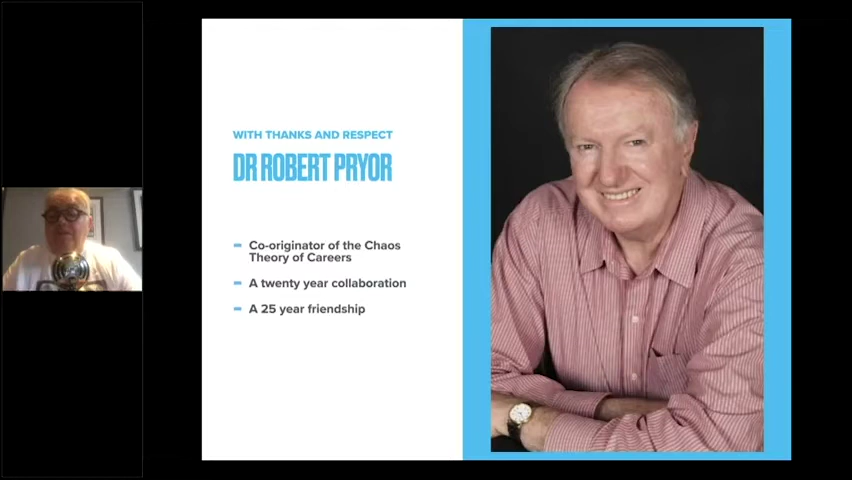 WITH THANKS AND RESPECT
DR ROBERT PRYOR
Co-originator of the Chaos
Theory of Careers
A twenty year collaboration
A 25 year friendship